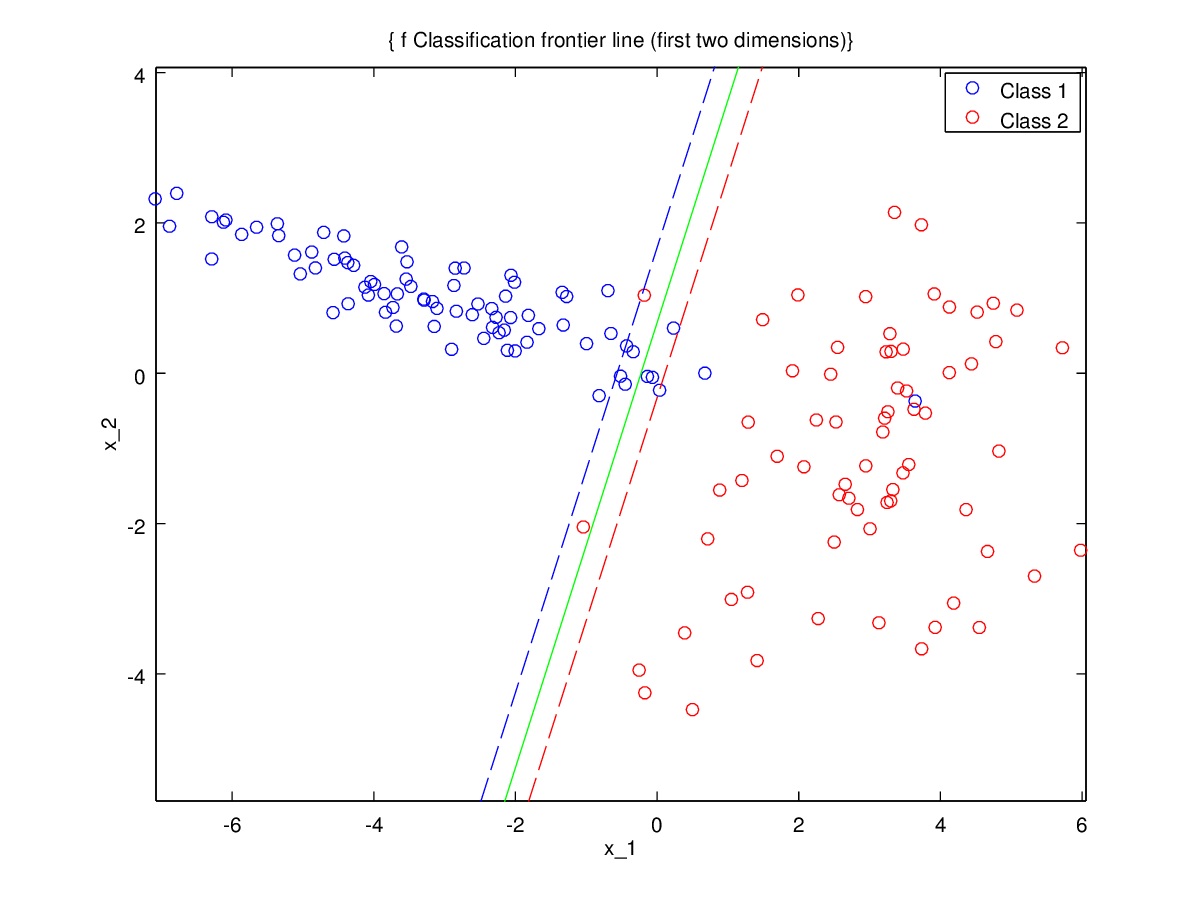 { f Classification frontier line (first two dimensions)}
Class 1
Class 2
4
2
0
-2
-4
x_2
-6
-4
-2
0
2
4
6
x_1